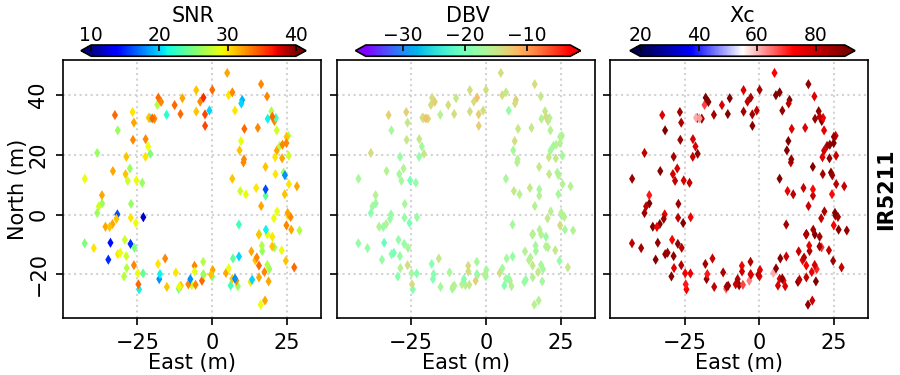 SNR DBV Xc
10 20 30 40 −30 −20 −10 20 40 60 80
40
20
0
−20
North (m)
−25 0 25 −25 0 25 −25 0 25
East (m) East (m) East (m)
IR5211